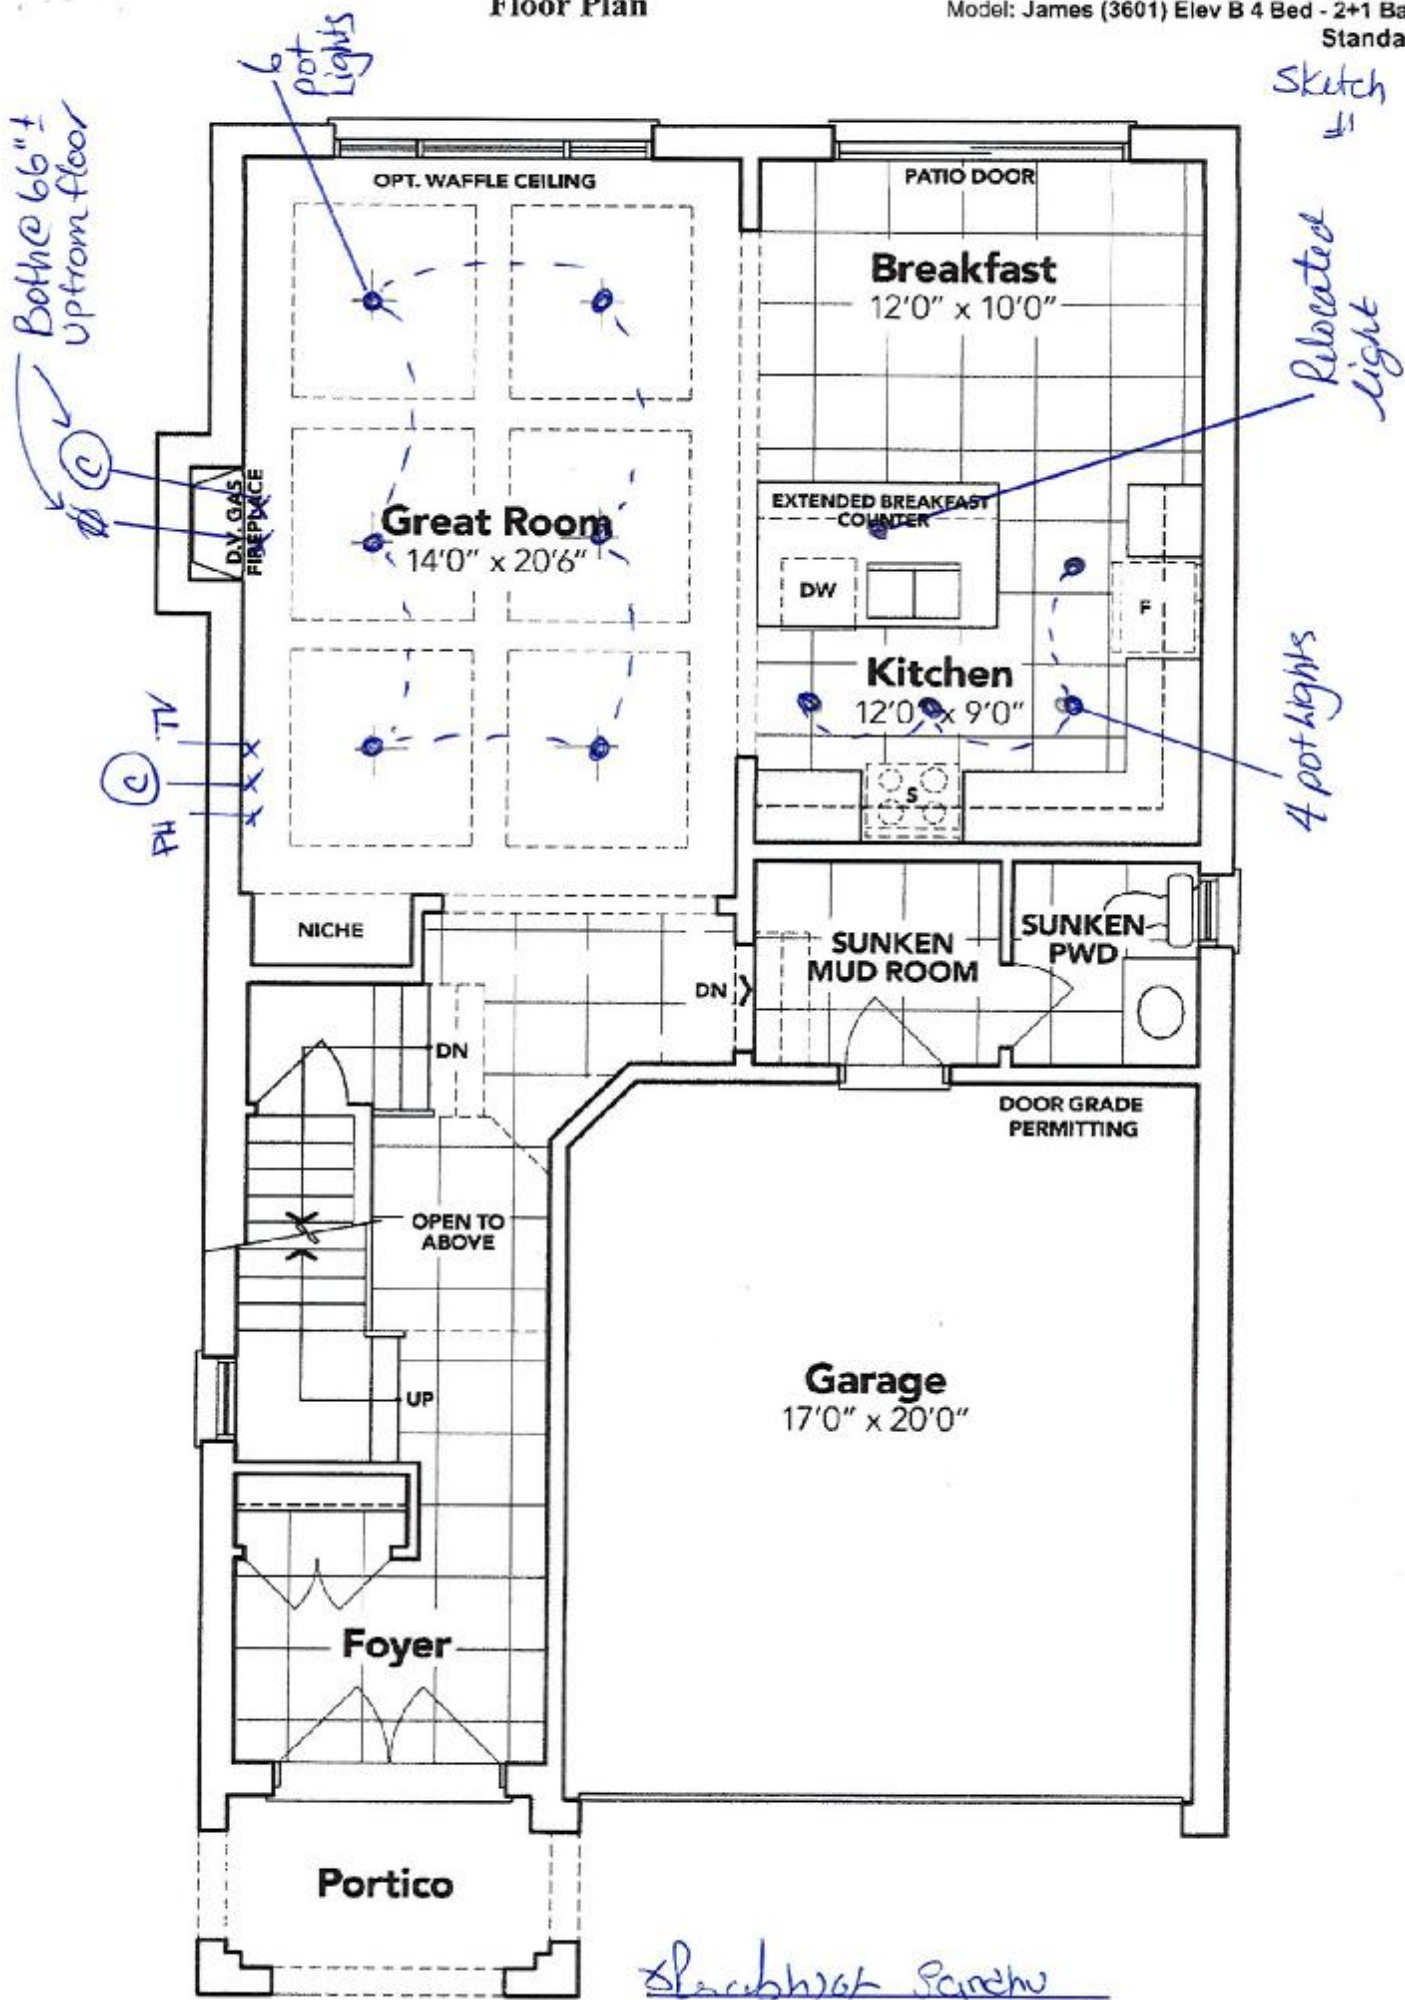 Floor Plan
Model: James (3601) Elev B 4 Bed - 2+1 Ba
Standa
Sketch
#1
6
pot
Lights
Both@ 66"±
up from floor
OPT. WAFFLE CEILING
PATIO DOOR
Breakfast
12'0" x 10'0"
Relocated
light
C
D.V. GAS
FIREPLACE
Great Room
14'0" x 20'6"
EXTENDED BREAKFAST
COUNTER
DW
F
Kitchen
12'0" x 9'0"
4 pot lights
S
TV
C
PH
NICHE
SUNKEN
MUD ROOM
SUNKEN
PWD
DN
DN
DOOR GRADE
PERMITTING
OPEN TO
ABOVE
UP
Garage
17'0" x 20'0"
Foyer
Portico